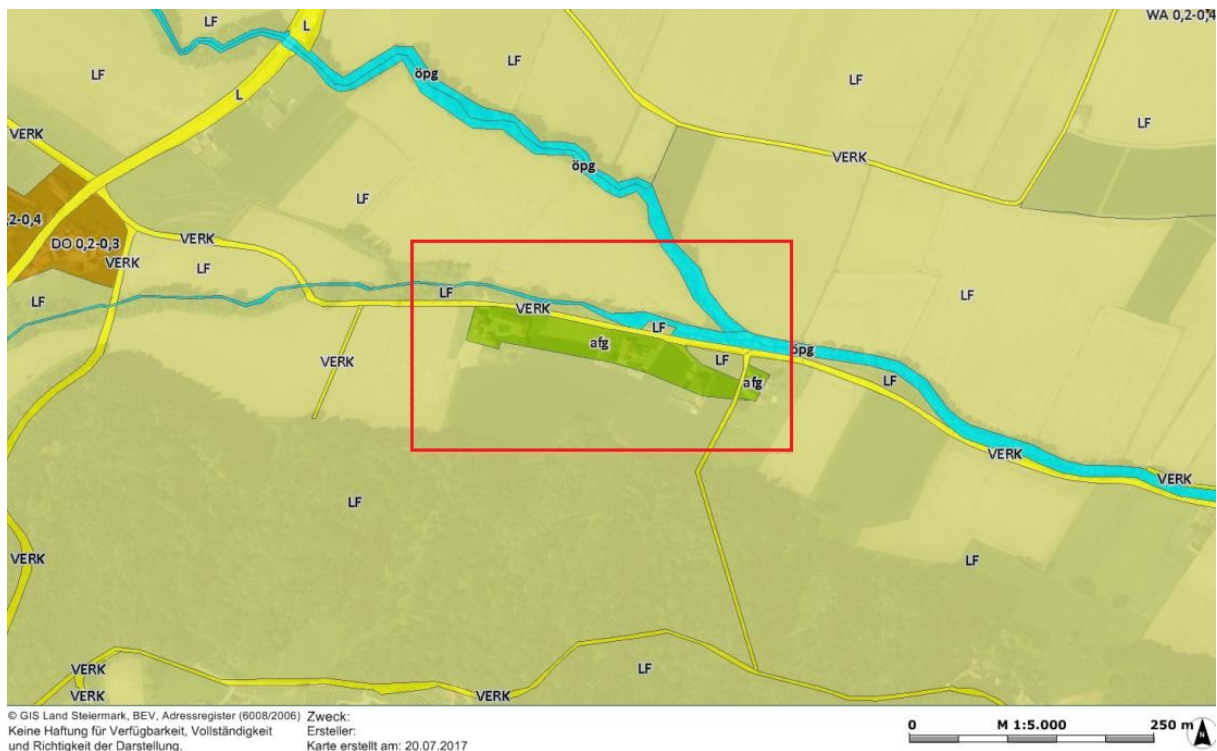 LF
L
WA 0,2-0,4
LF
L
öpg
LF
LF
LF
VERK
öpg
VERK
LF
2-0,4
DO 0,2-0,3
VERK
VERK
LF
LF
LF
LF
VERK
LF
afg
öpg
VERK
LF
afg
LF
VERK
VERK
LF
VERK
LF
VERK
LF
VERK
VERK
© GIS Land Steiermark, BEV, Adressregister (6008/2006)
Keine Haftung für Verfügbarkeit, Vollständigkeit
und Richtigkeit der Darstellung.
Zweck:
Ersteller:
Karte erstellt am: 20.07.2017
0 M 1:5.000 250 m
N